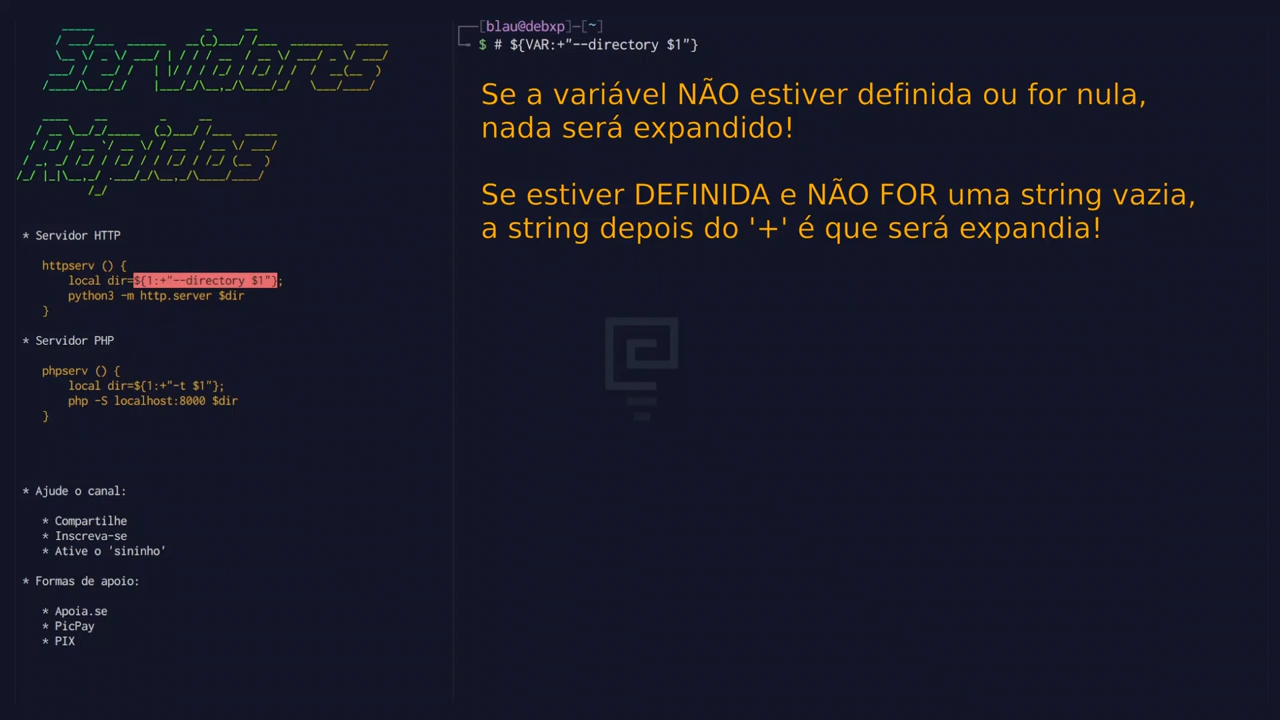 Servidores
Rápidos
* Servidor HTTP
httpserv () {
local dir=${1:+"--directory $1"};
python3 -m http.server $dir
}
* Servidor PHP
phpserv () {
local dir=${1:+"-t $1"};
php -S localhost:8000 $dir
}
* Ajude o canal:
* Compartilhe
* Inscreva-se
* Ative o 'sininho'
* Formas de apoio:
* Apoia.se
* PicPay
* PIX
[blau@debxp]-[~]
$ # ${VAR:+"--directory $1"}
Se a variável NÃO estiver definida ou for nula,
nada será expandido!
Se estiver DEFINIDA e NÃO FOR uma string vazia,
a string depois do '+' é que será expandia!